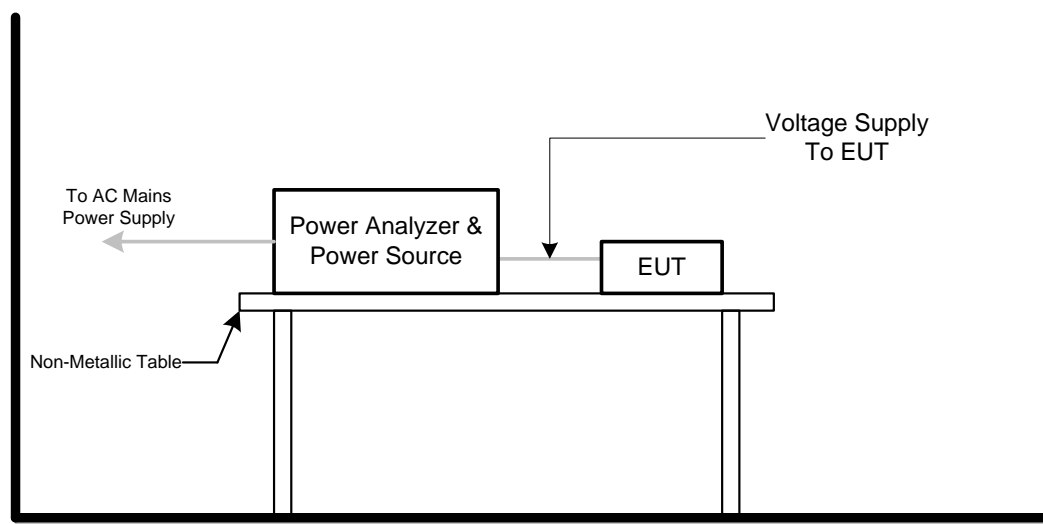 Voltage Supply
To EUT
To AC Mains
Power Supply
Power Analyzer &
Power Source
EUT
Non-Metallic Table